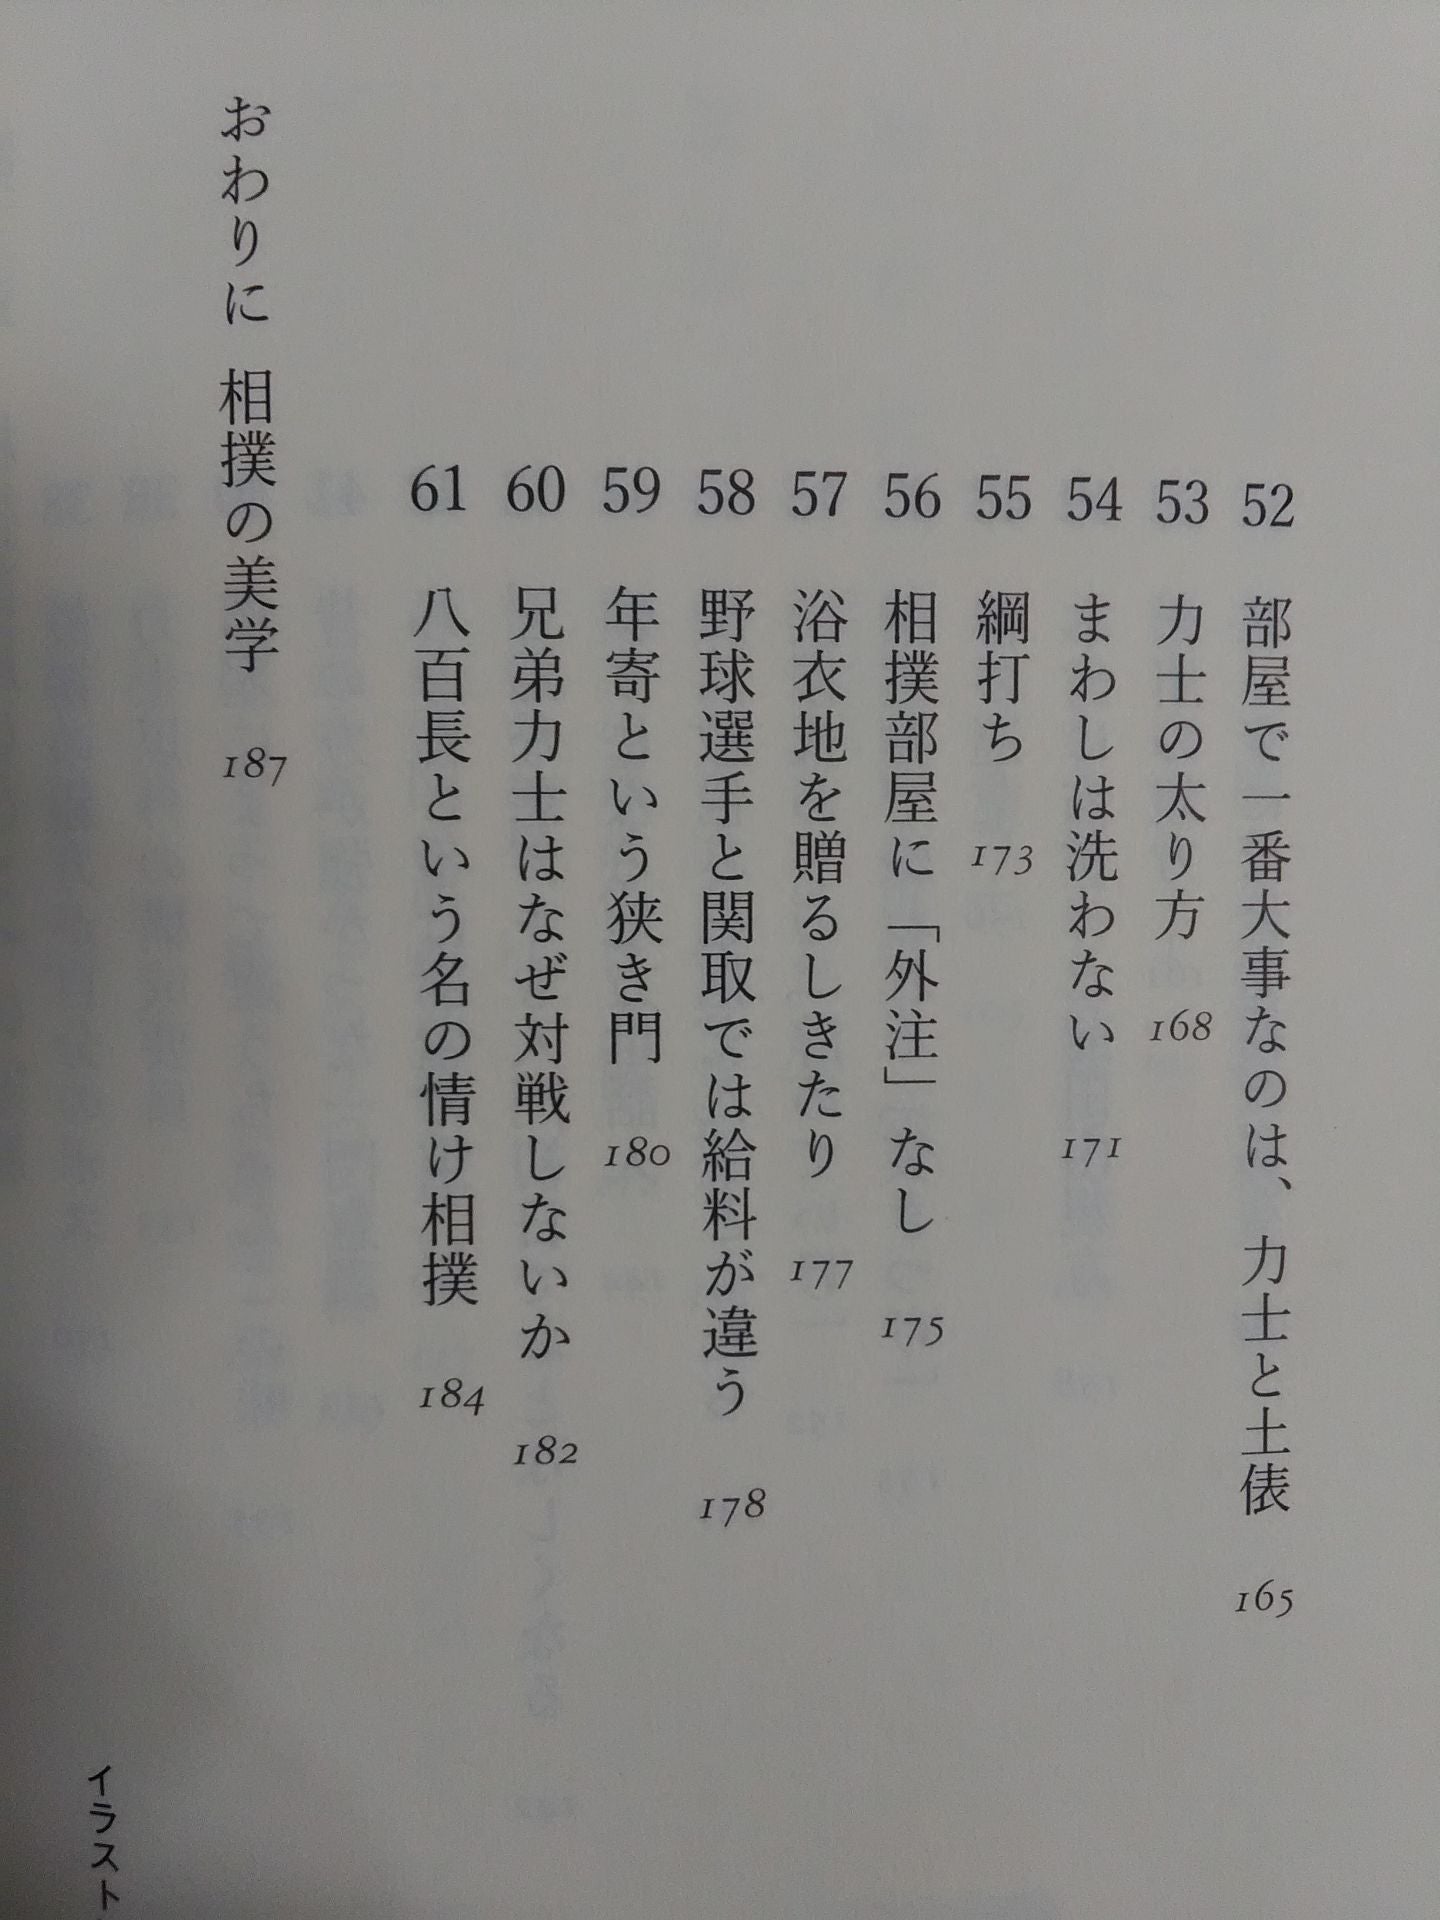 52 部屋で一番大事なのは、力士と土俵 165
53 力士の太り方 168
54 まわしは洗わない 171
55 綱打ち 173
56 相撲部屋に「外注」なし 175
57 浴衣地を贈るしきたり 177
58 野球選手と関取では給料が違う 178
59 年寄という狭き門 180
60 兄弟力士はなぜ対戦しないか 182
61 八百長という名の情け相撲 184
おわりに 相撲の美学 187
イラスト